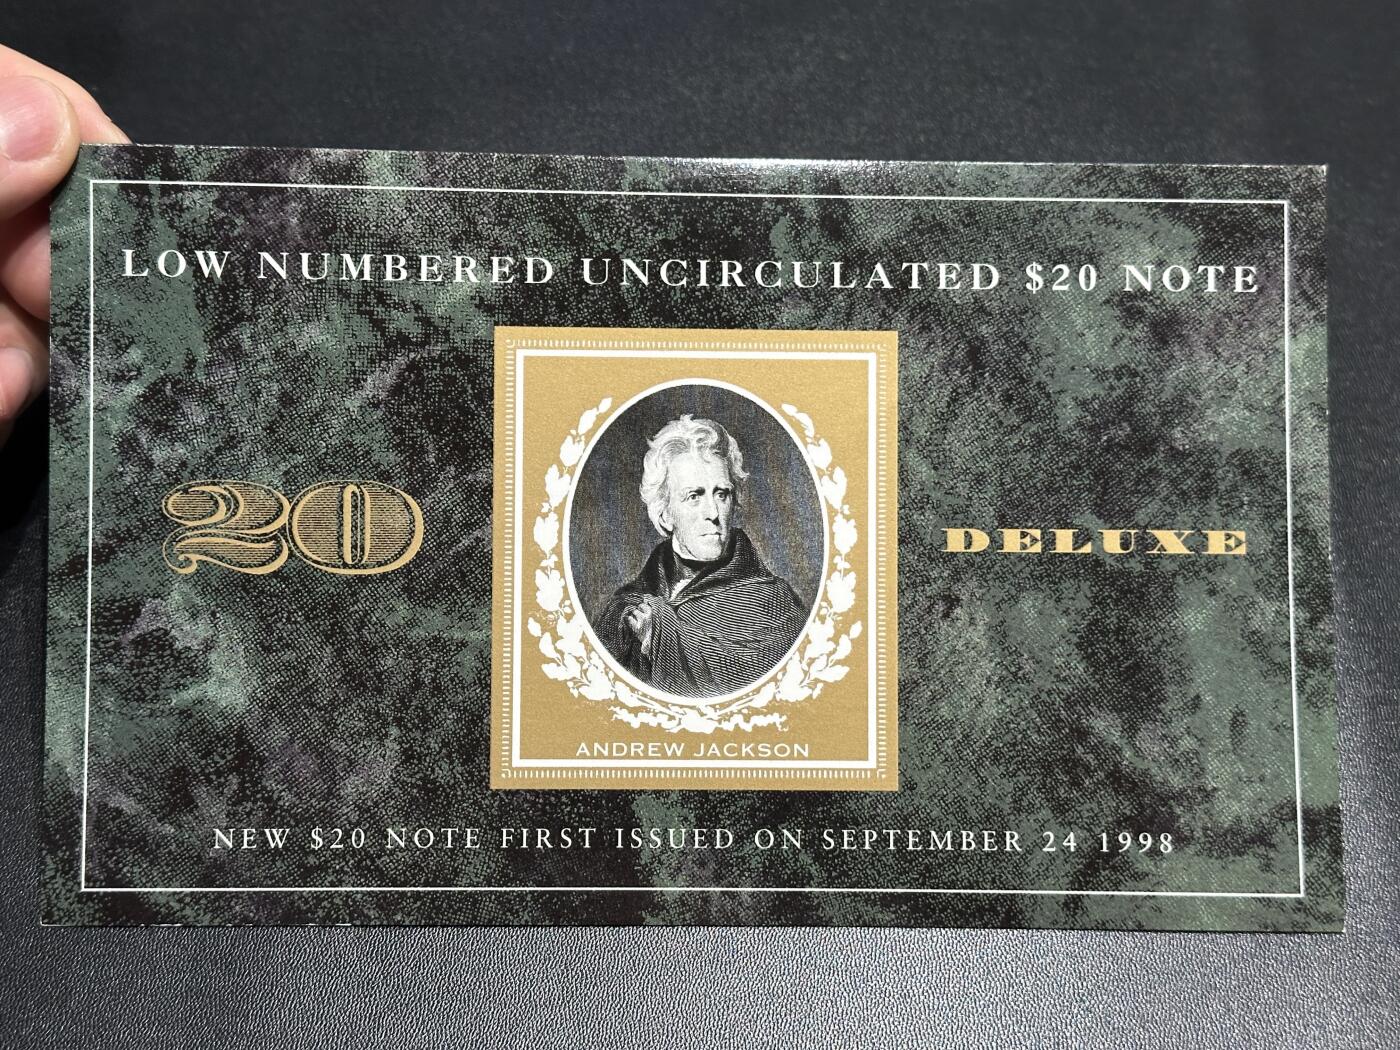 LOW NUMBERED UNCIRCULATED $20 NOTE
20
DELUXE
ANDREW JACKSON
NEW $20 NOTE FIRST ISSUED ON SEPTEMBER 24 1998